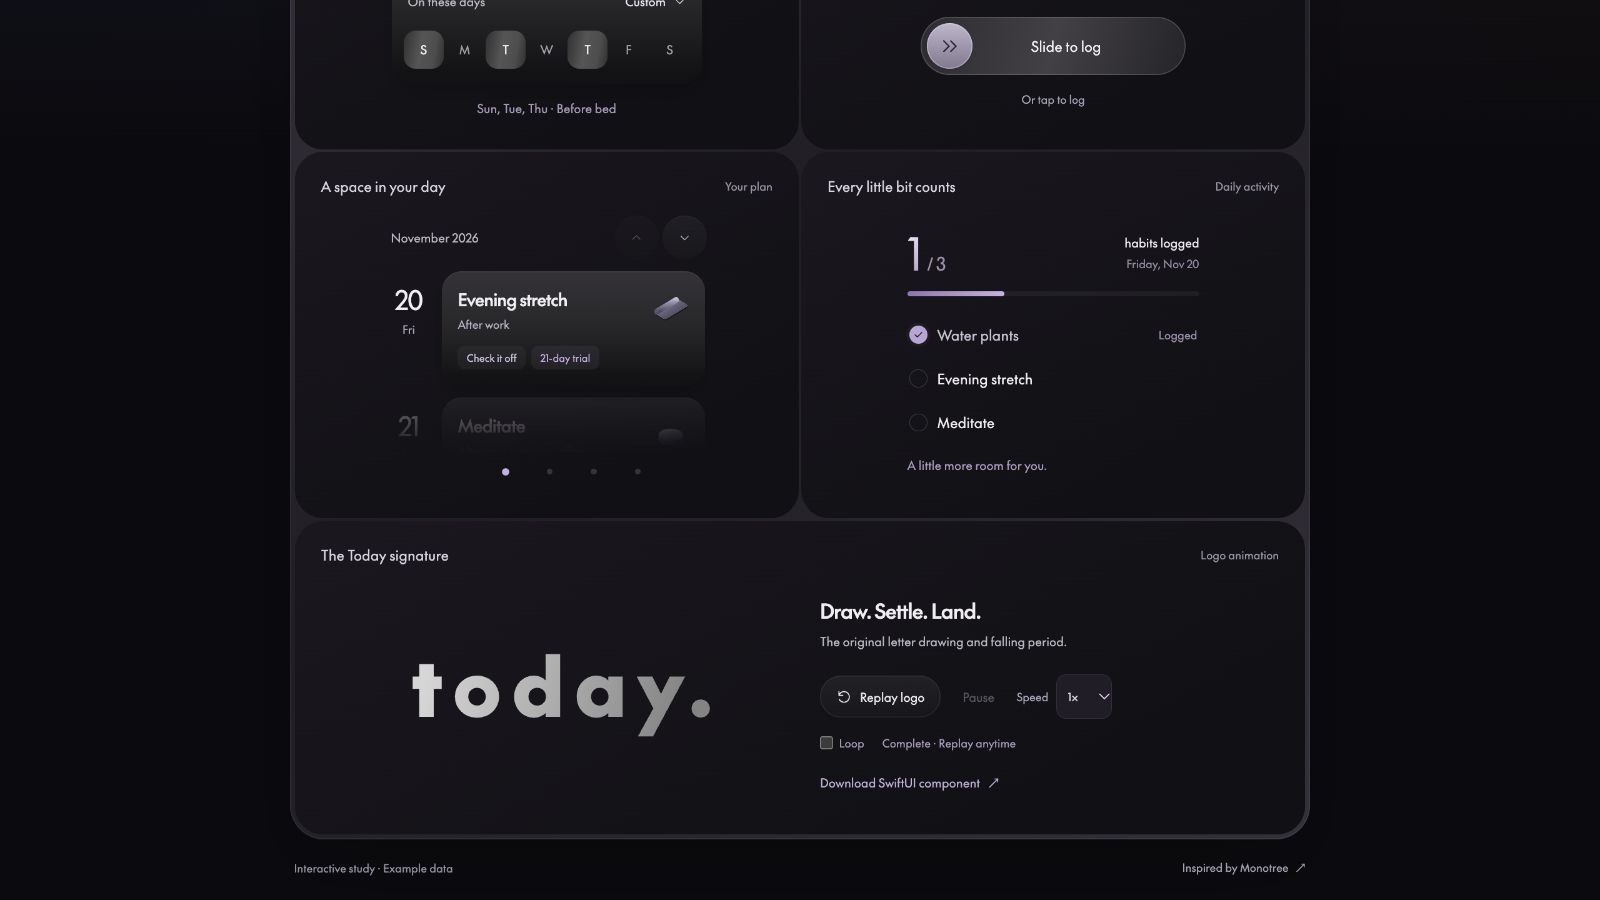 On these days
Custom
S M T W T F S
Sun, Tue, Thu · Before bed
Slide to log
Or tap to log
A space in your day
Your plan
November 2026
20
Fri
Evening stretch
After work
Check it off
21-day trial
21
Meditate
Every little bit counts
Daily activity
1 / 3
habits logged
Friday, Nov 20
Water plants
Logged
Evening stretch
Meditate
A little more room for you.
The Today signature
Logo animation
today.
Draw. Settle. Land.
The original letter drawing and falling period.
Replay logo
Pause
Speed
1x
Loop
Complete · Replay anytime
Download SwiftUI component ↗
Interactive study · Example data
Inspired by Monotree ↗